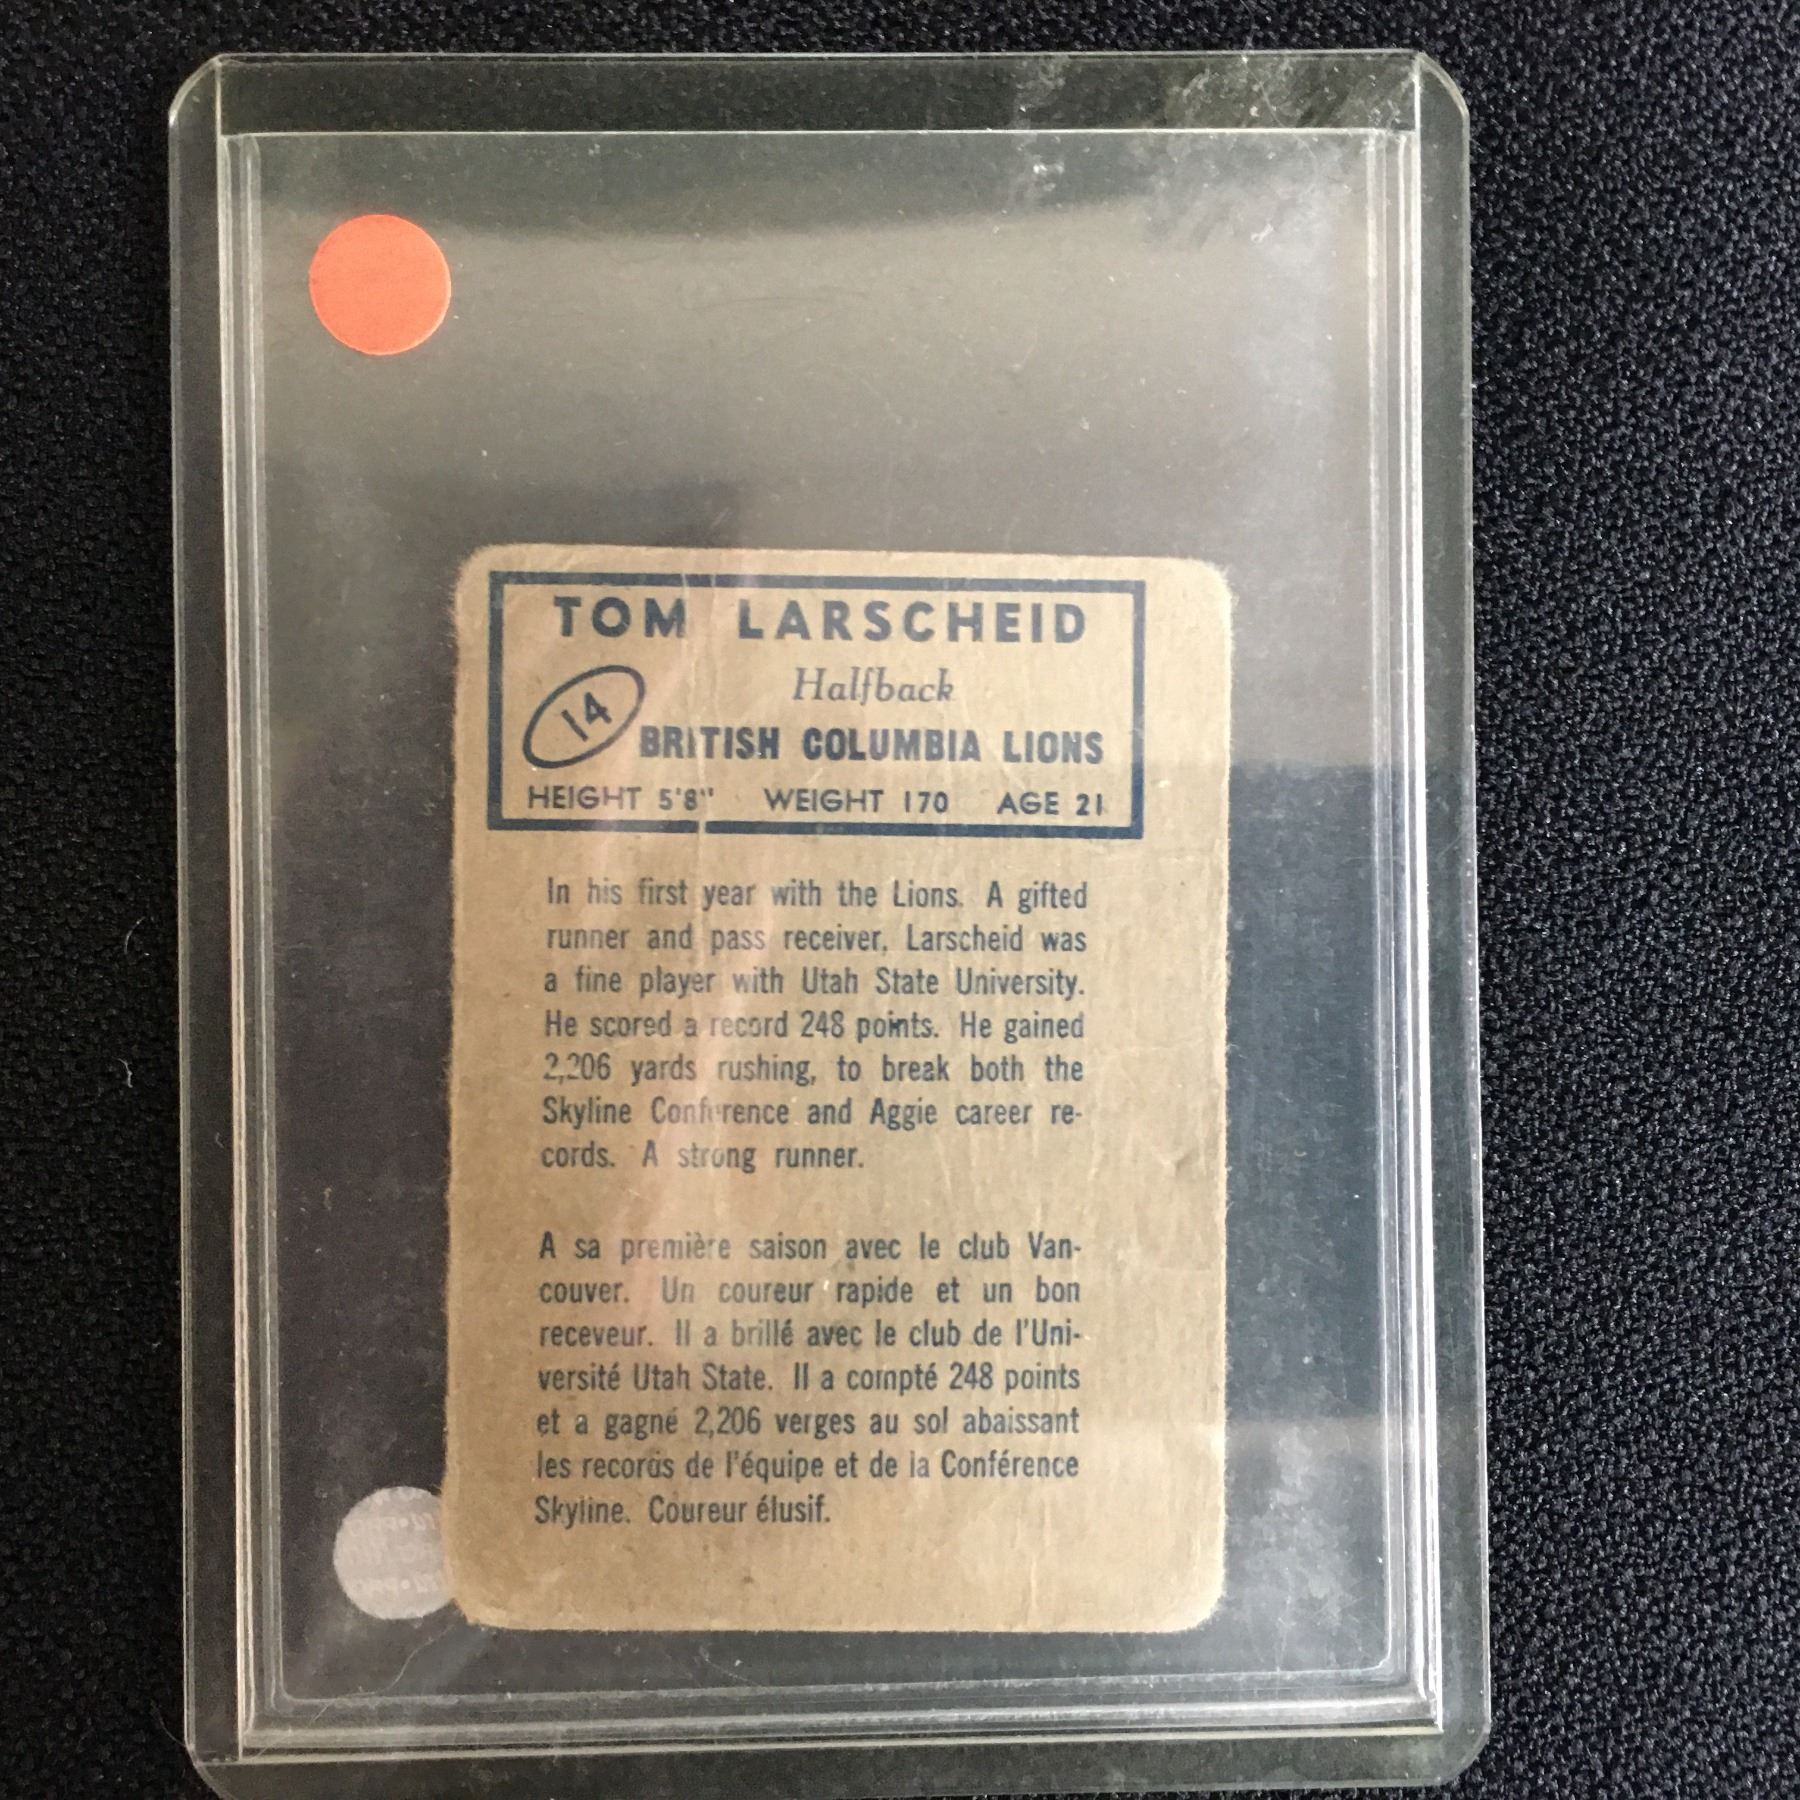 TOM LARSCHEID
Halfback
14
BRITISH COLUMBIA LIONS
HEIGHT 5'8" WEIGHT 170 AGE 21
In his first year with the Lions. A gifted
runner and pass receiver, Larscheid was
a fine player with Utah State University.
He scored a record 248 points. He gained
2,206 yards rushing, to break both the
Skyline Conference and Aggie career re-
cords. A strong runner.
A sa première saison avec le club Van-
couver. Un coureur rapide et un bon
receveur. Il a brillé avec le club de l'Uni-
versité Utah State. Il a compté 248 points
et a gagné 2,206 verges au sol abaissant
les records de l'équipe et de la Conférence
Skyline. Coureur élusif.